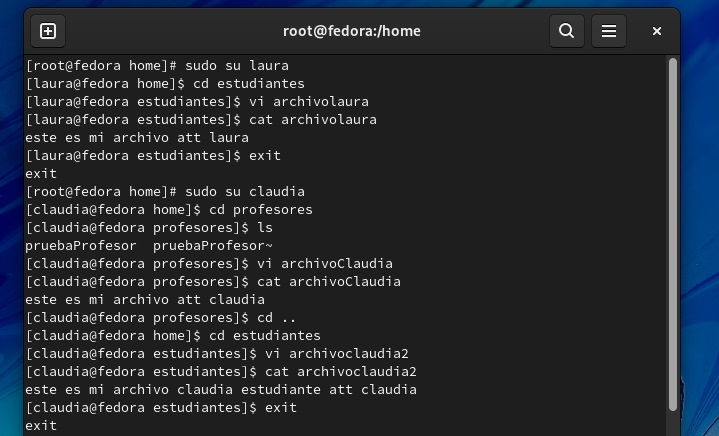 root@fedora:/home
[root@fedora home]# sudo su laura
[laura@fedora home]$ cd estudiantes
[laura@fedora estudiantes]$ vi archivolaura
[laura@fedora estudiantes]$ cat archivolaura
este es mi archivo att laura
[laura@fedora estudiantes]$ exit
exit
[root@fedora home]# sudo su claudia
[claudia@fedora home]$ cd profesores
[claudia@fedora profesores]$ ls
pruebaProfesor  pruebaProfesor~
[claudia@fedora profesores]$ vi archivoClaudia
[claudia@fedora profesores]$ cat archivoClaudia
este es mi archivo att claudia
[claudia@fedora profesores]$ cd ..
[claudia@fedora home]$ cd estudiantes
[claudia@fedora estudiantes]$ vi archivoclaudia2
[claudia@fedora estudiantes]$ cat archivoclaudia2
este es mi archivo claudia estudiante att claudia
[claudia@fedora estudiantes]$ exit
exit